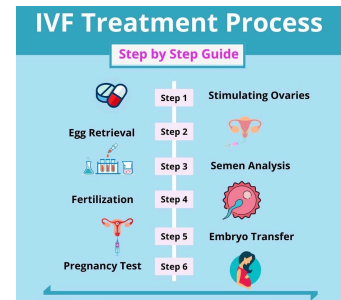 IVF Treatment Process
Step by Step Guide
Step 1 Stimulating Ovaries
Egg Retrieval Step 2
Step 3 Semen Analysis
Fertilization Step 4
Step 5 Embryo Transfer
Pregnancy Test Step 6